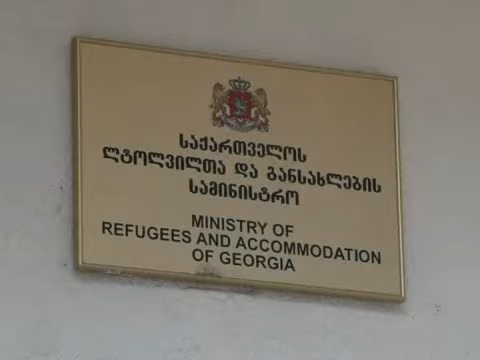 საქართველოს
ლტოლვილთა და განსახლების
სამინისტრო
MINISTRY OF
REFUGEES AND ACCOMMODATION
OF GEORGIA